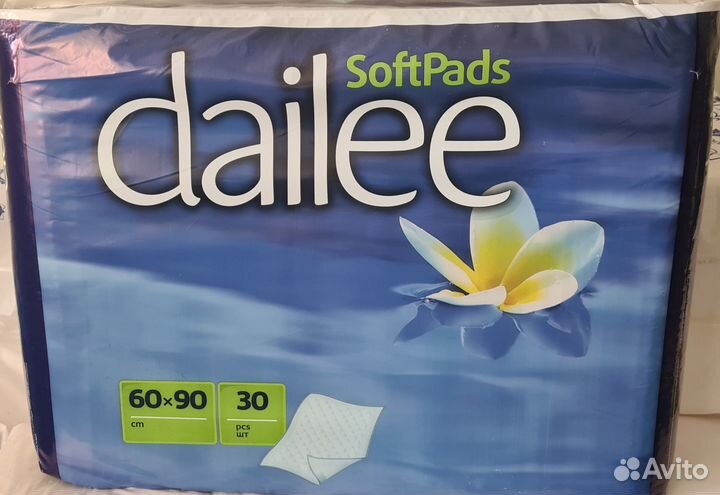 SoftPads
dailee
60×90 30
cm pcs
шт
Avito